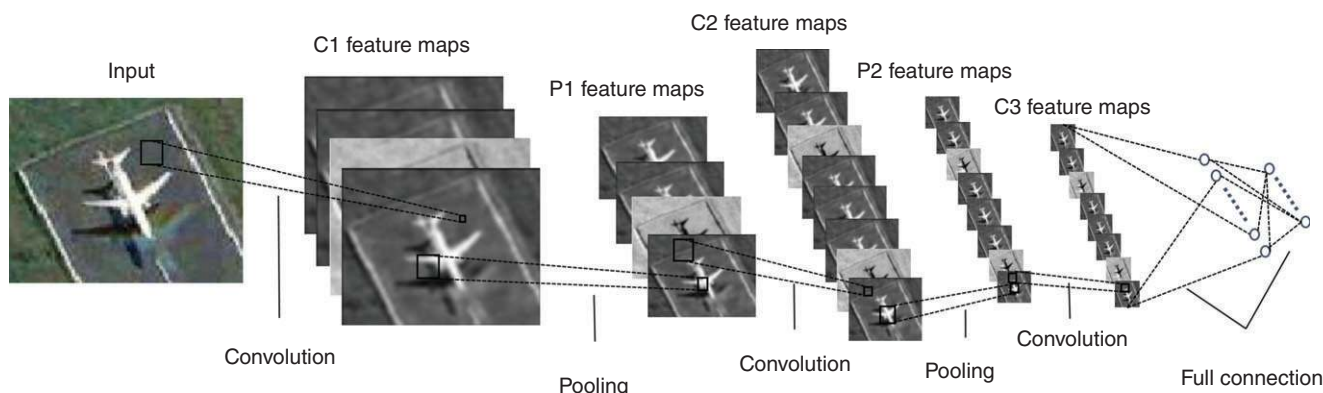 Input
C1 feature maps
P1 feature maps
C2 feature maps
P2 feature maps
C3 feature maps
Convolution
Pooling
Convolution
Pooling
Convolution
Full connection